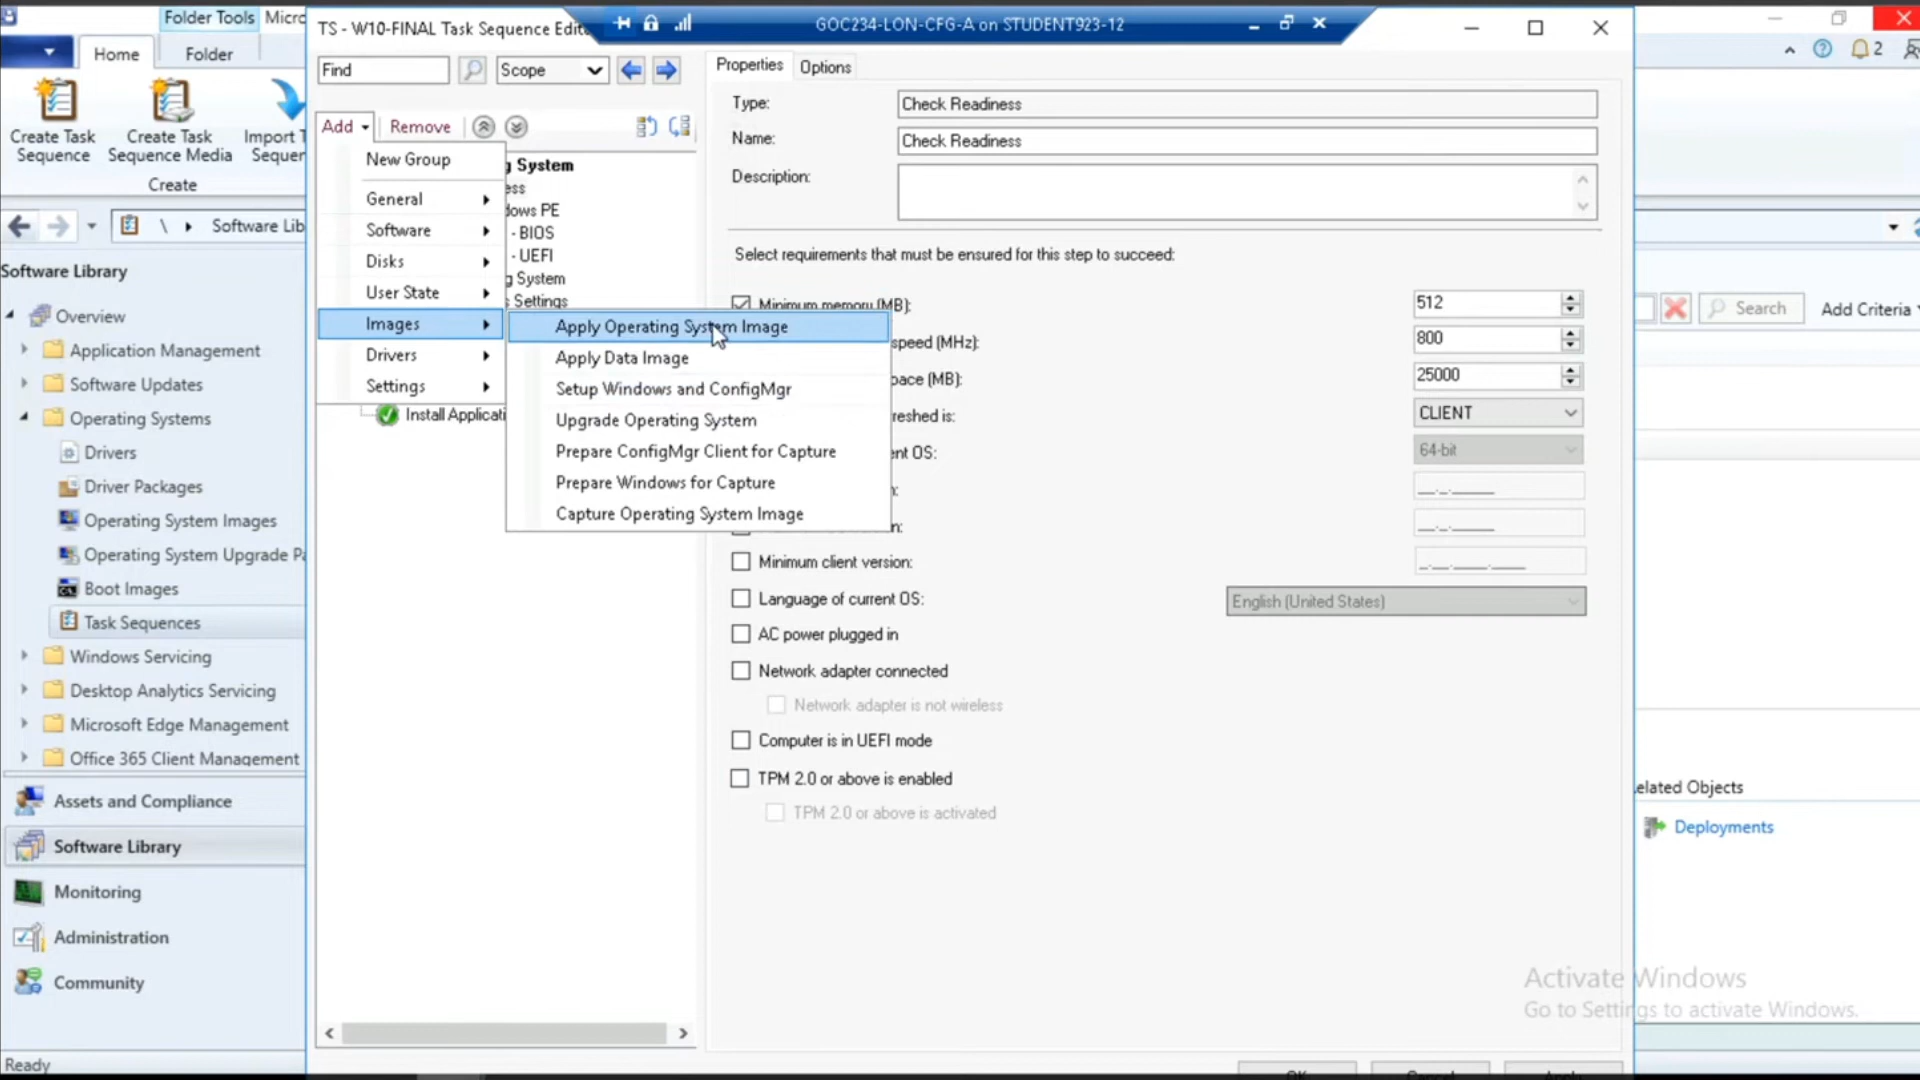 Folder Tools
Micro
Home
Folder
Create Task
Sequence
Create Task
Sequence Media
Import T
Sequer
Create
\
Software Lib
Software Library
Overview
Application Management
Software Updates
Operating Systems
Drivers
Driver Packages
Operating System Images
Operating System Upgrade Pa
Boot Images
Task Sequences
Windows Servicing
Desktop Analytics Servicing
Microsoft Edge Management
Office 365 Client Management
Assets and Compliance
Software Library
Monitoring
Administration
Community
Ready
TS - W10-FINAL Task Sequence Edit
GOC234-LON-CFG-A on STUDENT923-12
Find
Scope
Add
Remove
New Group
General
Software
Disks
User State
Images
Drivers
Settings
g System
ess
dows PE
- BIOS
- UEFI
g System
s Settings
Install Applicati
Apply Operating System Image
Apply Data Image
Setup Windows and ConfigMgr
Upgrade Operating System
Prepare ConfigMgr Client for Capture
Prepare Windows for Capture
Capture Operating System Image
Properties
Options
Type:
Check Readiness
Name:
Check Readiness
Description:
Select requirements that must be ensured for this step to succeed:
Minimum memory (MB):
512
speed (MHz):
800
pace (MB):
25000
reshed is:
CLIENT
nt OS:
64-bit
n:
n:
Minimum client version:
Language of current OS:
English (United States)
AC power plugged in
Network adapter connected
Network adapter is not wireless
Computer is in UEFI mode
TPM 2.0 or above is enabled
TPM 2.0 or above is activated
OK
Cancel
Apply
2
Search
Add Criteria
elated Objects
Deployments
Activate Windows
Go to Settings to activate Windows.